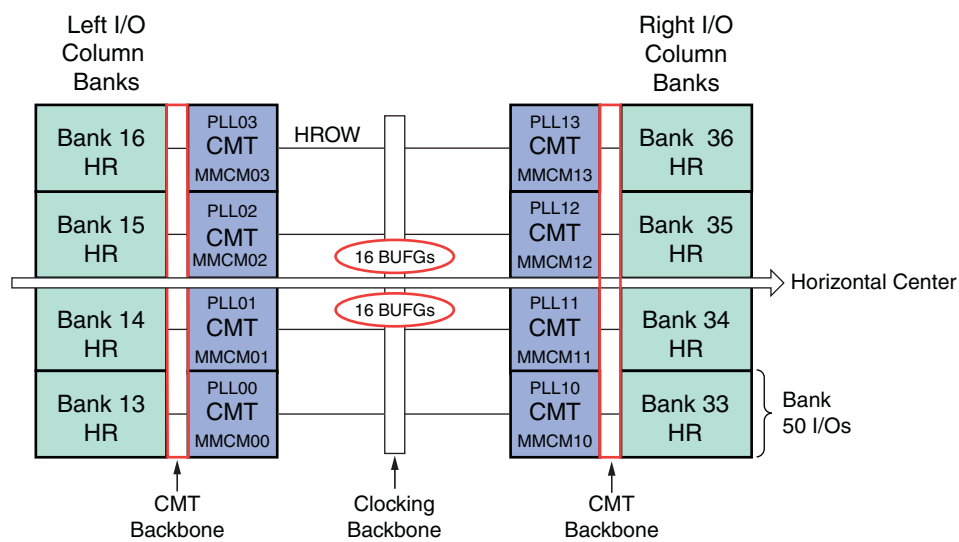 Left I/O
Column
Banks
Right I/O
Column
Banks
Bank 16
HR
PLL03
CMT
MMCM03
HROW
PLL13
CMT
MMCM13
Bank 36
HR
Bank 15
HR
PLL02
CMT
MMCM02
16 BUFGs
PLL12
CMT
MMCM12
Bank 35
HR
Horizontal Center
Bank 14
HR
PLL01
CMT
MMCM01
16 BUFGs
PLL11
CMT
MMCM11
Bank 34
HR
Bank 13
HR
PLL00
CMT
MMCM00
PLL10
CMT
MMCM10
Bank 33
HR
Bank
50 I/Os
CMT
Backbone
Clocking
Backbone
CMT
Backbone